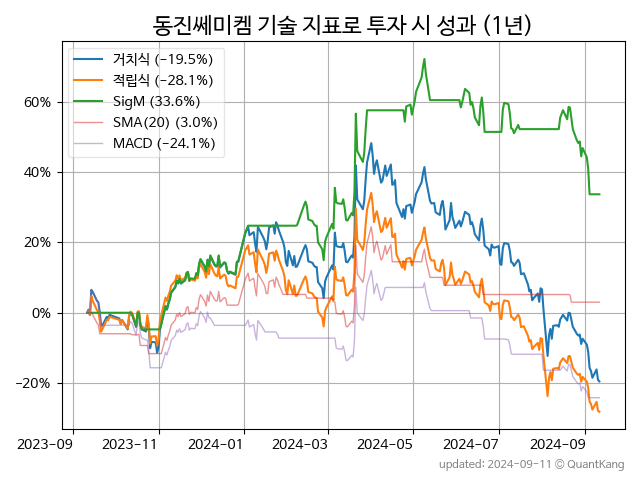 동진쎄미켐 기술 지표로 투자 시 성과 (1년)
거치식 (−19.5%)
적립식 (−28.1%)
SigM (33.6%)
SMA(20) (3.0%)
MACD (−24.1%)
60%
40%
20%
0%
−20%
2023-09 2023-11 2024-01 2024-03 2024-05 2024-07 2024-09
updated: 2024-09-11 © QuantKang